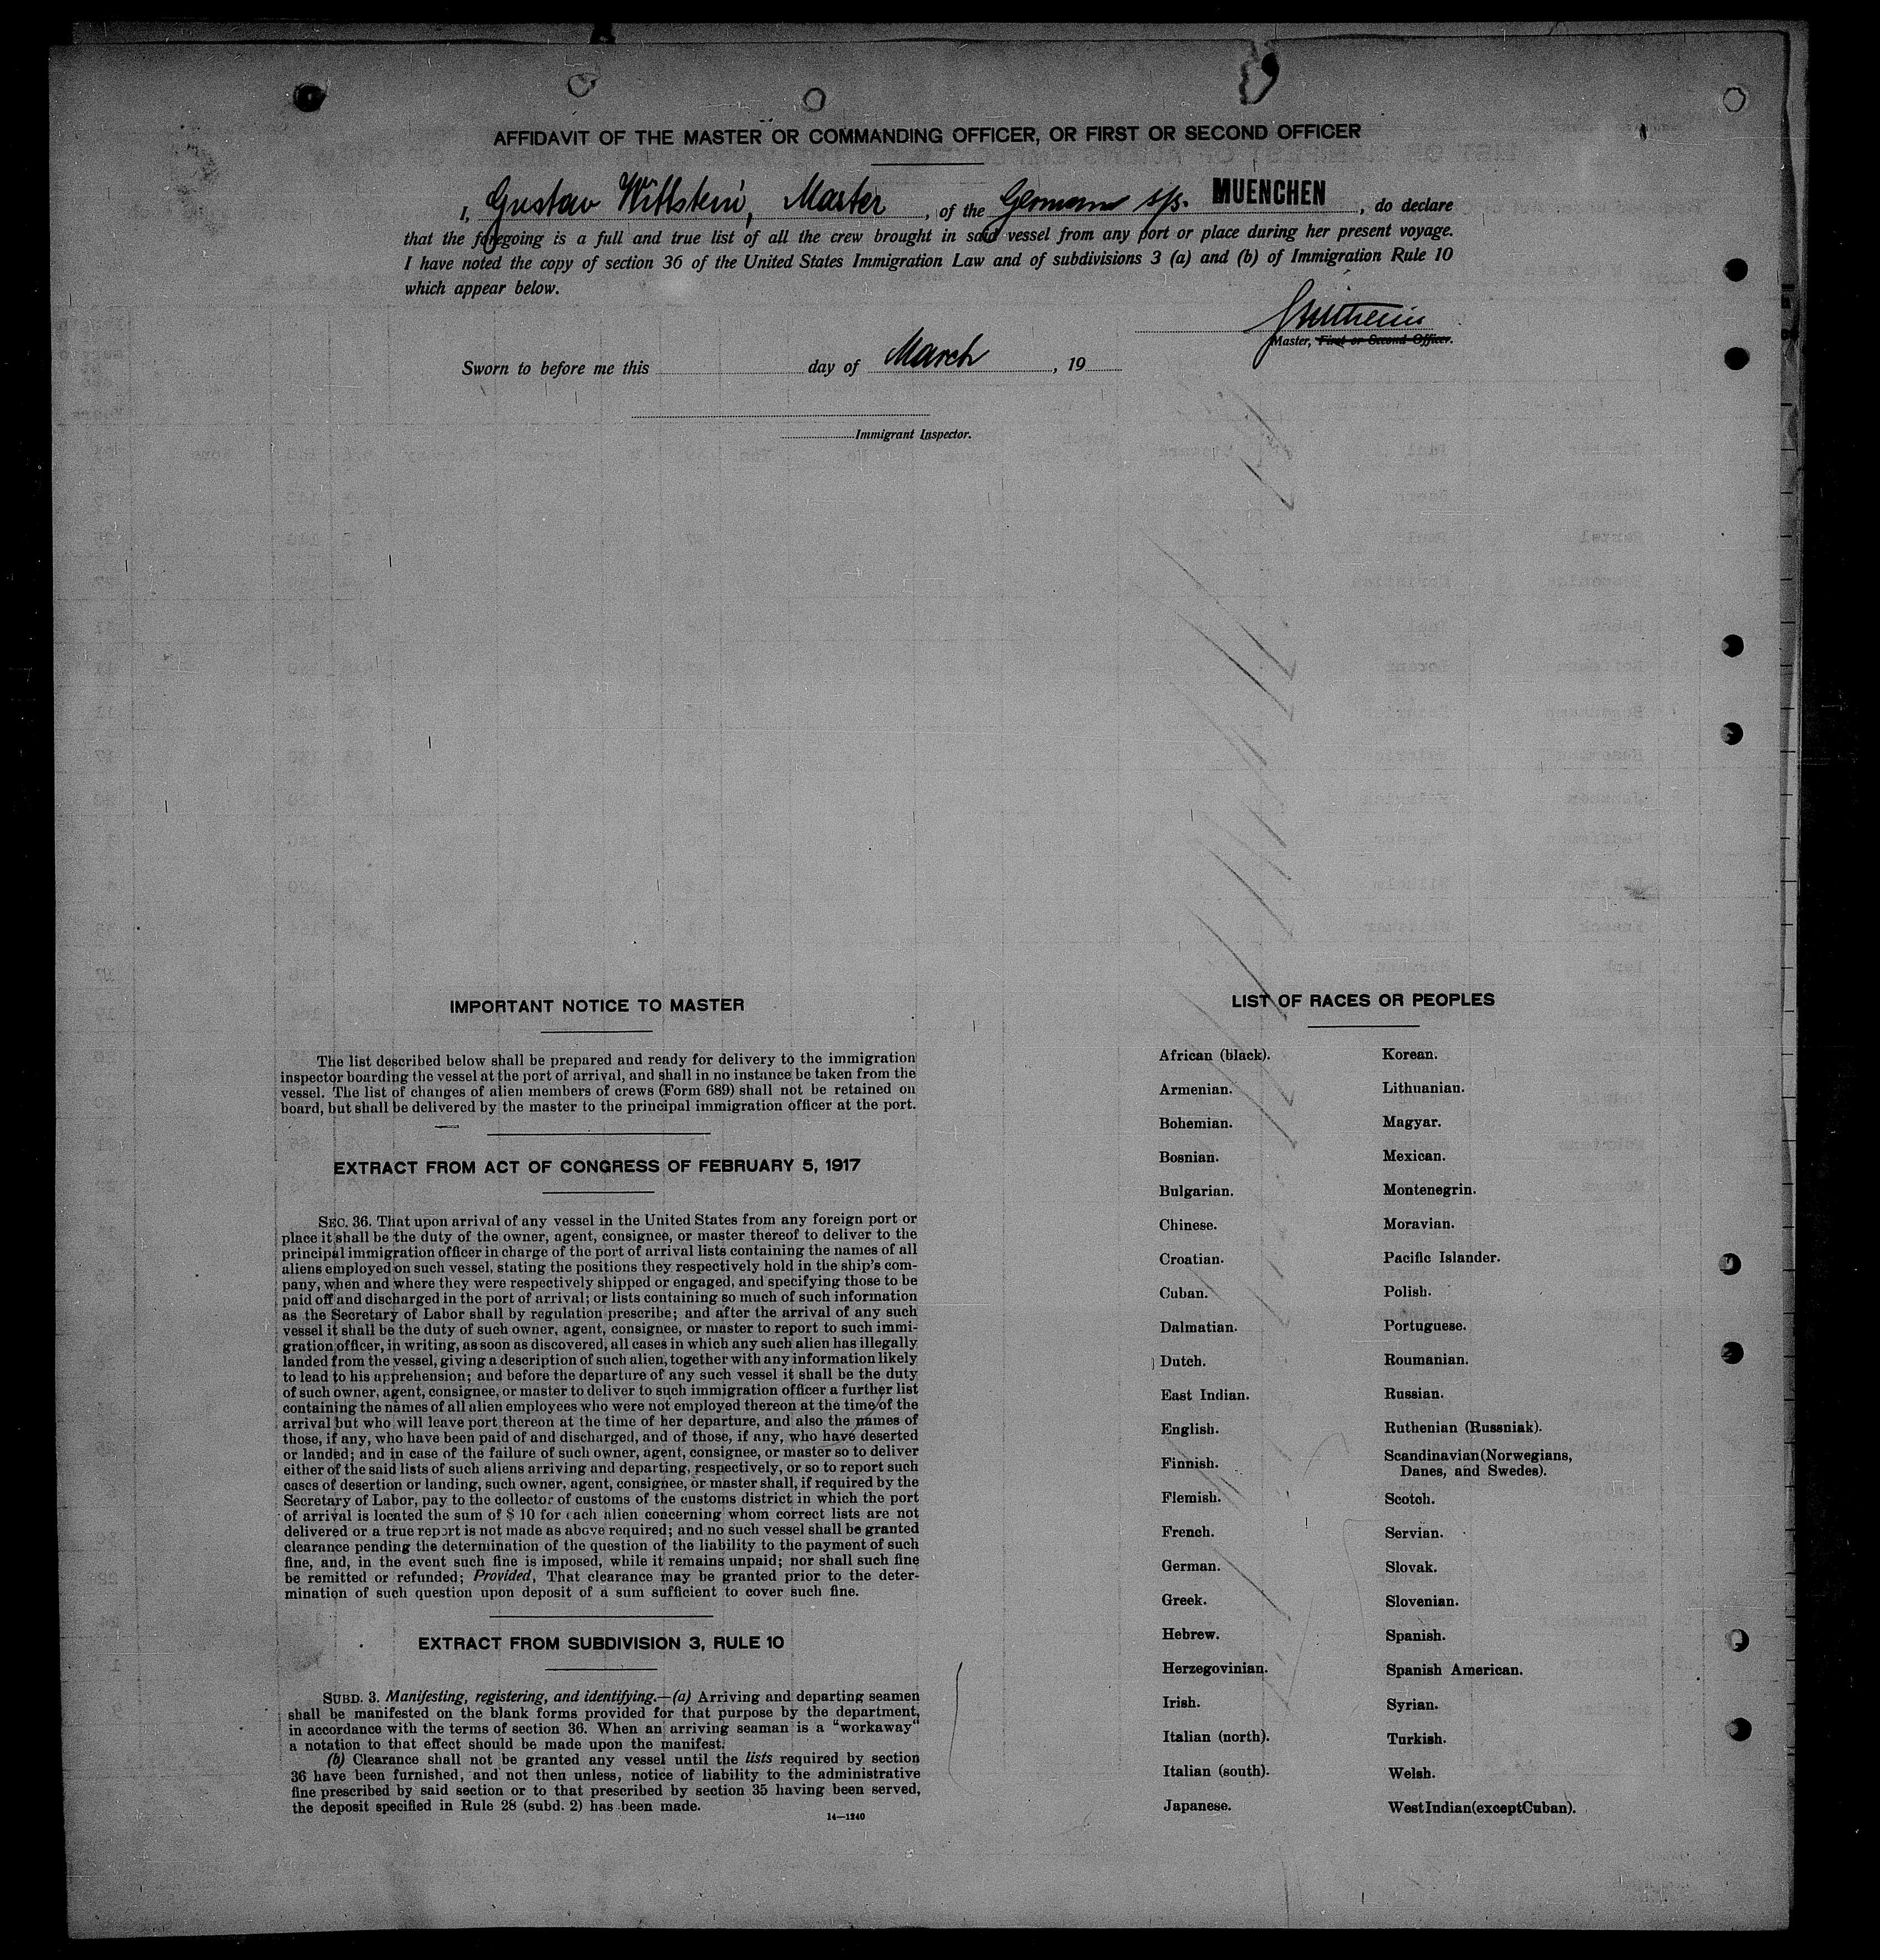 AFFIDAVIT OF THE MASTER OR COMMANDING OFFICER, OR FIRST OR SECOND OFFICER
I, Gustav Wittstein, Master, of the German s/s. MUENCHEN, do declare
that the foregoing is a full and true list of all the crew brought in said vessel from any port or place during her present voyage.
I have noted the copy of section 36 of the United States Immigration Law and of subdivisions 3 (a) and (b) of Immigration Rule 10
which appear below.
Master, First or Second Officer.
Sworn to before me this day of March, 19
Immigrant Inspector.
IMPORTANT NOTICE TO MASTER
The list described below shall be prepared and ready for delivery to the immigration
inspector boarding the vessel at the port of arrival, and shall in no instance be taken from the
vessel. The list of changes of alien members of crews (Form 689) shall not be retained on
board, but shall be delivered by the master to the principal immigration officer at the port.
EXTRACT FROM ACT OF CONGRESS OF FEBRUARY 5, 1917
SEC. 36. That upon arrival of any vessel in the United States from any foreign port or
place it shall be the duty of the owner, agent, consignee, or master thereof to deliver to the
principal immigration officer in charge of the port of arrival lists containing the names of all
aliens employed on such vessel, stating the positions they respectively hold in the ship's com-
pany, when and where they were respectively shipped or engaged, and specifying those to be
paid off and discharged in the port of arrival; or lists containing so much of such information
as the Secretary of Labor shall by regulation prescribe; and after the arrival of any such
vessel it shall be the duty of such owner, agent, consignee, or master to report to such immi-
gration officer, in writing, as soon as discovered, all cases in which any such alien has illegally
landed from the vessel, giving a description of such alien, together with any information likely
to lead to his apprehension; and before the departure of any such vessel it shall be the duty
of such owner, agent, consignee, or master to deliver to such immigration officer a further list
containing the names of all alien employees who were not employed thereon at the time of the
arrival but who will leave port thereon at the time of her departure, and also the names of
those, if any, who have been paid of and discharged, and of those, if any, who have deserted
or landed; and in case of the failure of such owner, agent, consignee, or master so to deliver
either of the said lists of such aliens arriving and departing, respectively, or so to report such
cases of desertion or landing, such owner, agent, consignee, or master shall, if required by the
Secretary of Labor, pay to the collector of customs of the customs district in which the port
of arrival is located the sum of $ 10 for each alien concerning whom correct lists are not
delivered or a true report is not made as above required; and no such vessel shall be granted
clearance pending the determination of the question of the liability to the payment of such
fine, and, in the event such fine is imposed, while it remains unpaid; nor shall such fine
be remitted or refunded; Provided, That clearance may be granted prior to the deter-
mination of such question upon deposit of a sum sufficient to cover such fine.
EXTRACT FROM SUBDIVISION 3, RULE 10
SUBD. 3. Manifesting, registering, and identifying.—(a) Arriving and departing seamen
shall be manifested on the blank forms provided for that purpose by the department,
in accordance with the terms of section 36. When an arriving seaman is a "workaway"
a notation to that effect should be made upon the manifest.
(b) Clearance shall not be granted any vessel until the lists required by section
36 have been furnished, and not then unless, notice of liability to the administrative
fine prescribed by said section or to that prescribed by section 35 having been served,
the deposit specified in Rule 28 (subd. 2) has been made.
14—1240
LIST OF RACES OR PEOPLES
African (black).
Armenian.
Bohemian.
Bosnian.
Bulgarian.
Chinese.
Croatian.
Cuban.
Dalmatian.
Dutch.
East Indian.
English.
Finnish.
Flemish.
French.
German.
Greek.
Hebrew.
Herzegovinian.
Irish.
Italian (north).
Italian (south).
Japanese.
Korean.
Lithuanian.
Magyar.
Mexican.
Montenegrin.
Moravian.
Pacific Islander.
Polish.
Portuguese.
Roumanian.
Russian.
Ruthenian (Russniak).
Scandinavian (Norwegians,
Danes, and Swedes).
Scotch.
Servian.
Slovak.
Slovenian.
Spanish.
Spanish American.
Syrian.
Turkish.
Welsh.
West Indian (except Cuban).